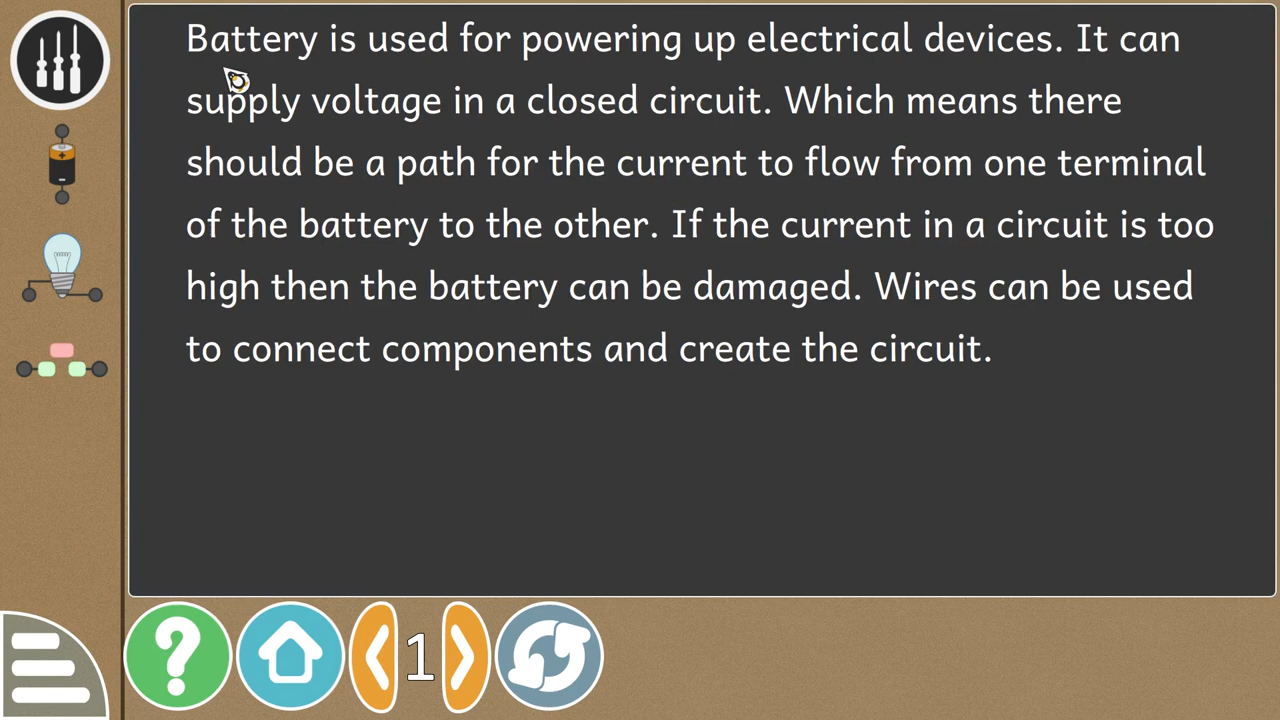 Battery is used for powering up electrical devices. It can
supply voltage in a closed circuit. Which means there
should be a path for the current to flow from one terminal
of the battery to the other. If the current in a circuit is too
high then the battery can be damaged. Wires can be used
to connect components and create the circuit.
?
1